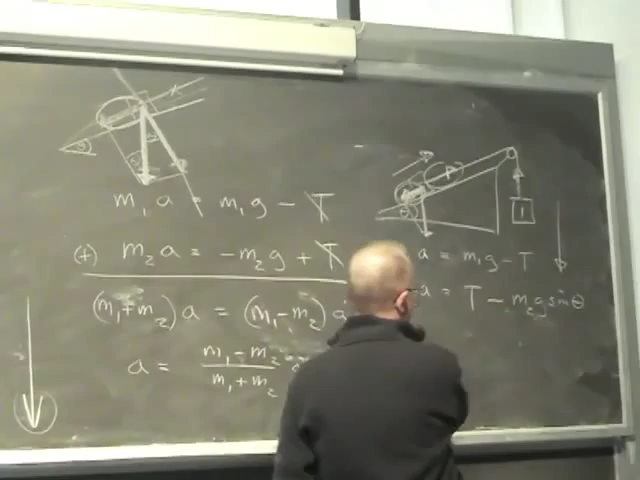 m₁a = m₁g − T
(+) m₂a = −m₂g + T
(m₁+m₂)a = (m₁−m₂)
a = m₁−m₂ / m₁+m₂
θ
1
a = m₁g − T
a = T − m₂g sinθ